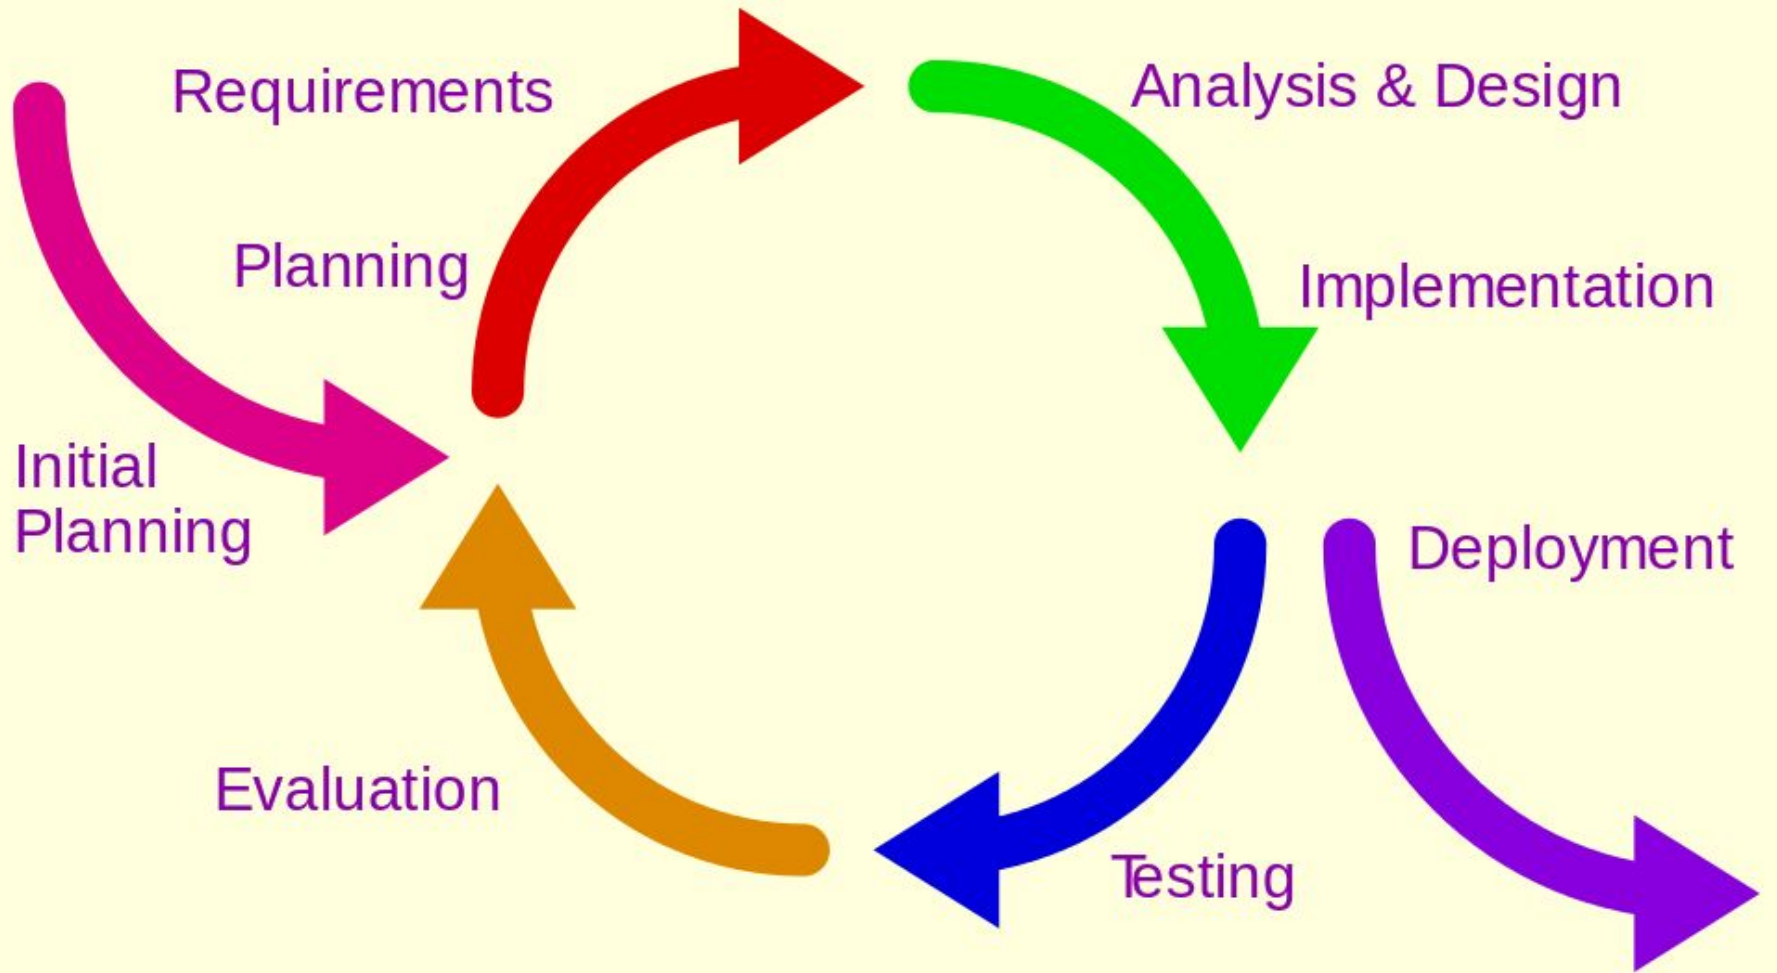 Requirements
Analysis & Design
Planning
Implementation
Initial
Planning
Deployment
Evaluation
Testing